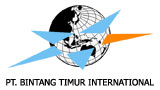 PT. BINTANG TIMUR INTERNATIONAL